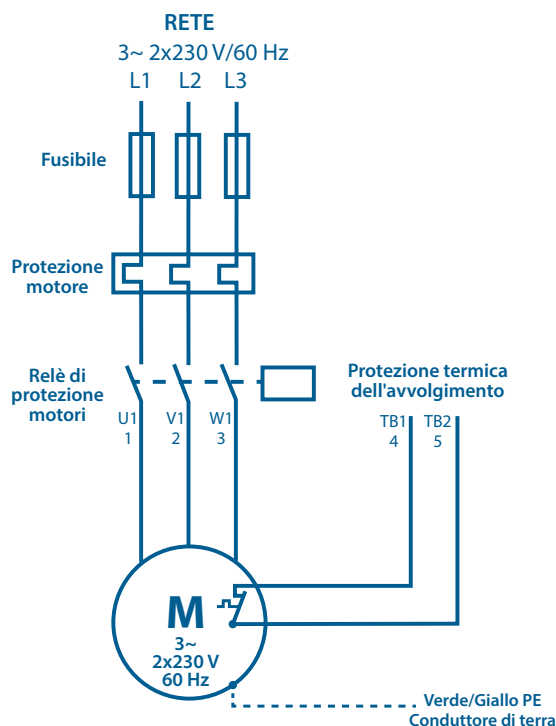 RETE
3~ 2x230 V/60 Hz
L1 L2 L3
Fusibile
Protezione
motore
Relè di
protezione
motori
U1 V1 W1
1 2 3
Protezione termica
dell'avvolgimento
TB1 TB2
4 5
M
3~
2x230 V
60 Hz
Verde/Giallo PE
Conduttore di terra